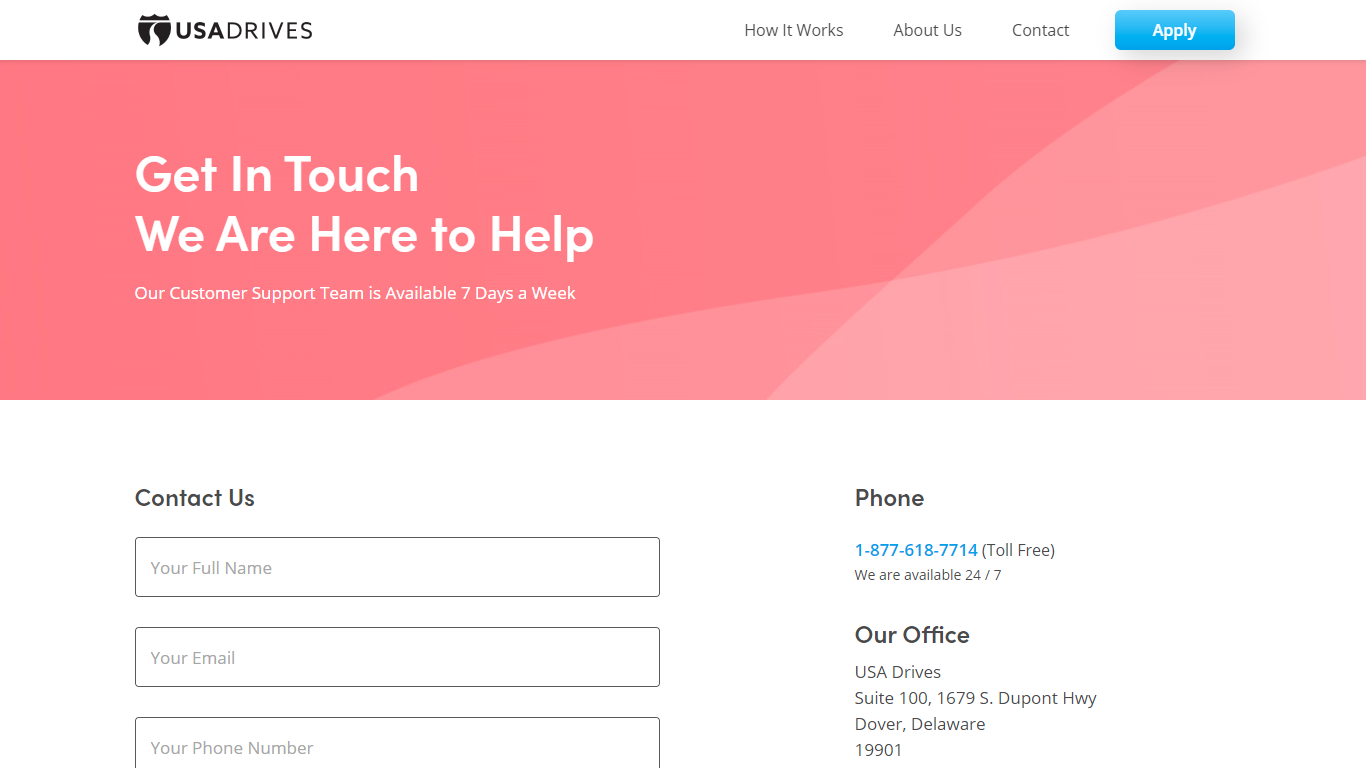 USADRIVES
How It Works
About Us
Contact
Apply
Get In Touch
We Are Here to Help
Our Customer Support Team is Available 7 Days a Week
Contact Us
Your Full Name
Your Email
Your Phone Number
Phone
1-877-618-7714 (Toll Free)
We are available 24 / 7
Our Office
USA Drives
Suite 100, 1679 S. Dupont Hwy
Dover, Delaware
19901